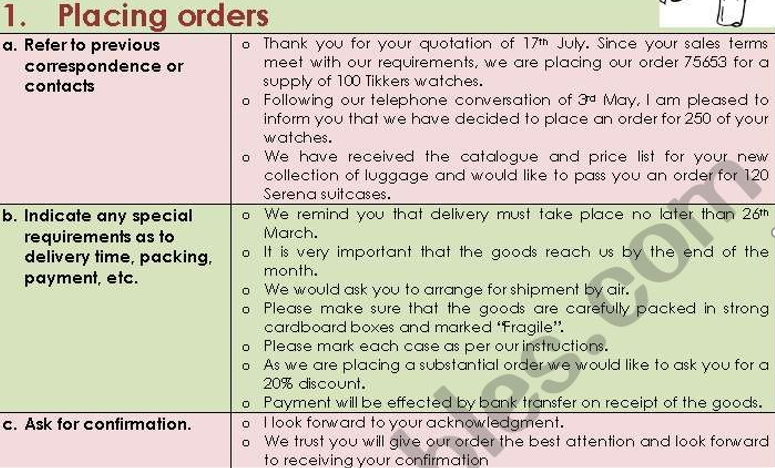 1. Placing orders
a. Refer to previous
correspondence or
contacts
o Thank you for your quotation of 17th July. Since your sales terms
meet with our requirements, we are placing our order 75653 for a
supply of 100 Tikkers watches.
o Following our telephone conversation of 3rd May, I am pleased to
inform you that we have decided to place an order for 250 of your
watches.
o We have received the catalogue and price list for your new
collection of luggage and would like to pass you an order for 120
Serena suitcases.
b. Indicate any special
requirements as to
delivery time, packing,
payment, etc.
o We remind you that delivery must take place no later than 26th
March.
o It is very important that the goods reach us by the end of the
month.
o We would ask you to arrange for shipment by air.
o Please make sure that the goods are carefully packed in strong
cardboard boxes and marked "Fragile".
o Please mark each case as per our instructions.
o As we are placing a substantial order we would like to ask you for a
20% discount.
o Payment will be effected by bank transfer on receipt of the goods.
c. Ask for confirmation.
o I look forward to your acknowledgment.
o We trust you will give our order the best attention and look forward
to receiving your confirmation
hles.com